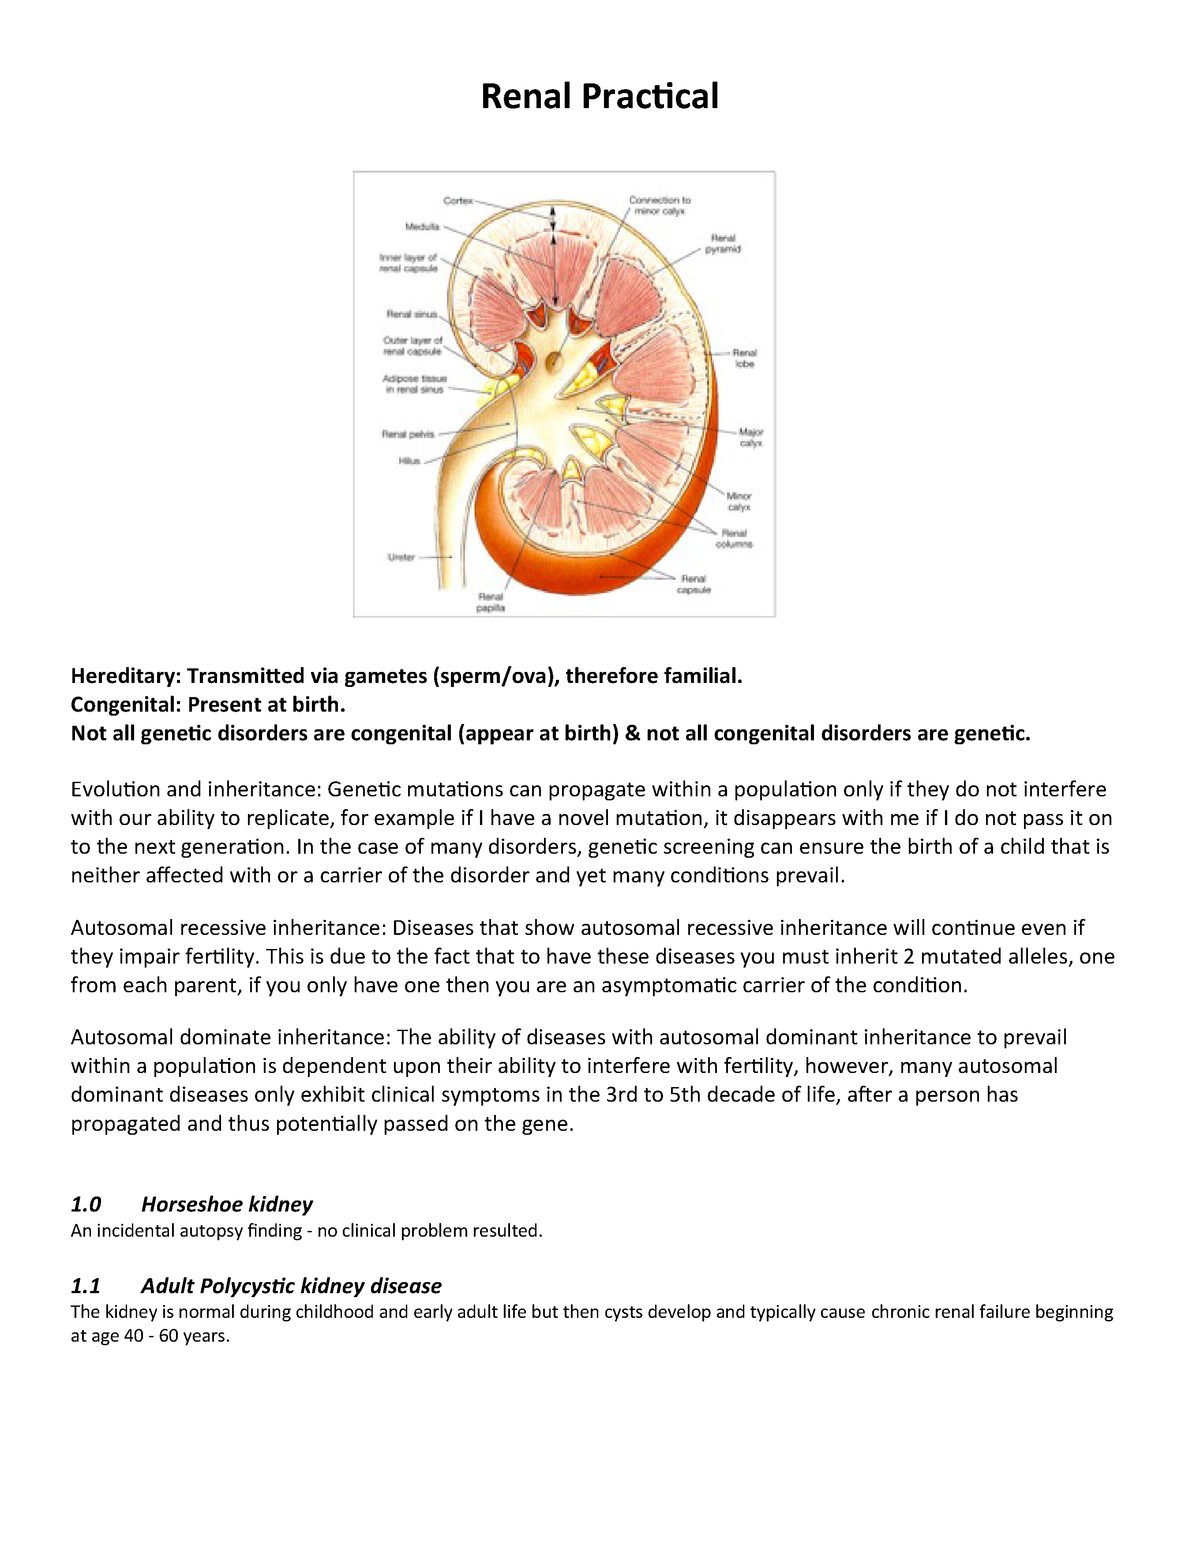 Renal Practical
Cortex
Connection to
minor calyx
Medulla
Renal
pyramid
Inner layer of
renal capsule
Renal sinus
Outer layer of
renal capsule
Renal
lobe
Adipose tissue
in renal sinus
Renal pelvis
Major
calyx
Hilus
Minor
calyx
Renal
columns
Ureter
Renal
capsule
Renal
papilla
Hereditary: Transmitted via gametes (sperm/ova), therefore familial.
Congenital: Present at birth.
Not all genetic disorders are congenital (appear at birth) & not all congenital disorders are genetic.
Evolution and inheritance: Genetic mutations can propagate within a population only if they do not interfere
with our ability to replicate, for example if I have a novel mutation, it disappears with me if I do not pass it on
to the next generation. In the case of many disorders, genetic screening can ensure the birth of a child that is
neither affected with or a carrier of the disorder and yet many conditions prevail.
Autosomal recessive inheritance: Diseases that show autosomal recessive inheritance will continue even if
they impair fertility. This is due to the fact that to have these diseases you must inherit 2 mutated alleles, one
from each parent, if you only have one then you are an asymptomatic carrier of the condition.
Autosomal dominate inheritance: The ability of diseases with autosomal dominant inheritance to prevail
within a population is dependent upon their ability to interfere with fertility, however, many autosomal
dominant diseases only exhibit clinical symptoms in the 3rd to 5th decade of life, after a person has
propagated and thus potentially passed on the gene.
1.0 Horseshoe kidney
An incidental autopsy finding - no clinical problem resulted.
1.1 Adult Polycystic kidney disease
The kidney is normal during childhood and early adult life but then cysts develop and typically cause chronic renal failure beginning
at age 40 - 60 years.